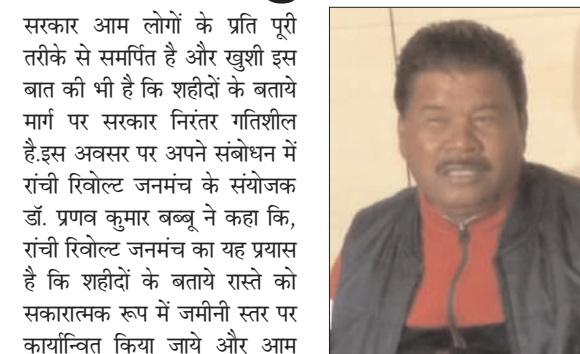 सरकार आम लोगों के प्रति पूरी
तरीके से समर्पित है और खुशी इस
बात की भी है कि शहीदों के बताये
मार्ग पर सरकार निरंतर गतिशील
है.इस अवसर पर अपने संबोधन में
रांची रिवोल्ट जनमंच के संयोजक
डॉ. प्रणव कुमार बब्बू ने कहा कि,
रांची रिवोल्ट जनमंच का यह प्रयास
है कि शहीदों के बताये रास्ते को
सकारात्मक रूप में जमीनी स्तर पर
कार्यान्वित किया जाये और आम